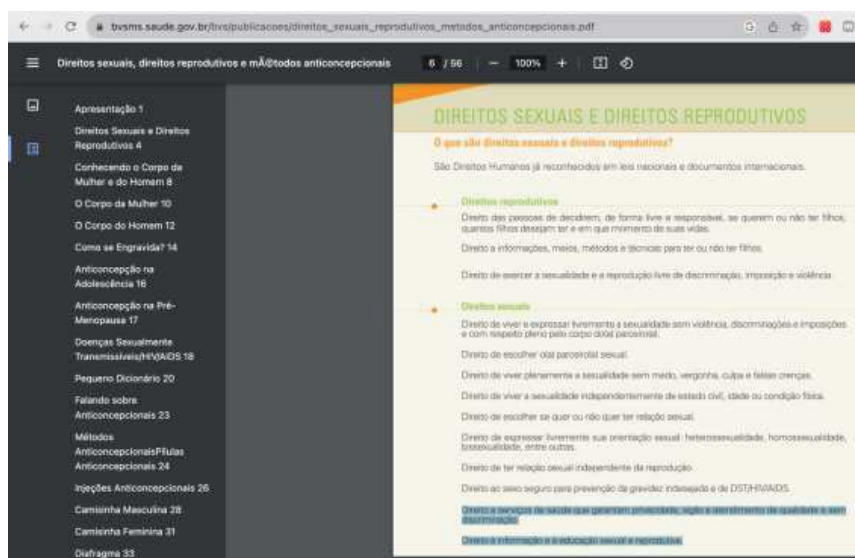 bvsms.saude.gov.br/bvs/publicacoes/direitos_sexuais_reprodutivos_metodos_anticoncepcionais.pdf
Direitos sexuais, direitos reprodutivos e mÃ©todos anticoncepcionais
6 / 56
100%
Apresentação 1
Direitos Sexuais e Direitos
Reprodutivos 4
Conhecendo o Corpo da
Mulher e do Homem 8
O Corpo da Mulher 10
O Corpo do Homem 12
Como se Engravida? 14
Anticoncepção na
Adolescência 16
Anticoncepção na Pré-
Menopausa 17
Doenças Sexualmente
Transmissíveis/HIV/AIDS 18
Pequeno Dicionário 20
Falando sobre
Anticoncepcionais 23
Métodos
AnticoncepcionaisPílulas
Anticoncepcionais 24
Injeções Anticoncepcionais 26
Camisinha Masculina 28
Camisinha Feminina 31
Diafragma 33
DIREITOS SEXUAIS E DIREITOS REPRODUTIVOS
O que são direitos sexuais e direitos reprodutivos?
São Direitos Humanos já reconhecidos em leis nacionais e documentos internacionais.
Direitos reprodutivos
Direito das pessoas de decidirem, de forma livre e responsável, se querem ou não ter filhos,
quantos filhos desejam ter e em que momento de suas vidas.
Direito a informações, meios, métodos e técnicas para ter ou não ter filhos.
Direito de exercer a sexualidade e a reprodução livre de discriminação, imposição e violência.
Direitos sexuais
Direito de viver e expressar livremente a sexualidade sem violência, discriminações e imposições
e com respeito pleno pelo corpo do(a) parceiro(a).
Direito de escolher o(a) parceiro(a) sexual.
Direito de viver plenamente a sexualidade sem medo, vergonha, culpa e falsas crenças.
Direito de viver a sexualidade independentemente de estado civil, idade ou condição física.
Direito de escolher se quer ou não quer ter relação sexual.
Direito de expressar livremente sua orientação sexual: heterossexualidade, homossexualidade,
bissexualidade, entre outras.
Direito de ter relação sexual independente da reprodução.
Direito ao sexo seguro para prevenção da gravidez indesejada e de DST/HIV/AIDS.
Direito a serviços de saúde que garantam privacidade, sigilo e atendimento de qualidade e sem
discriminação.
Direito à informação e à educação sexual e reprodutiva.